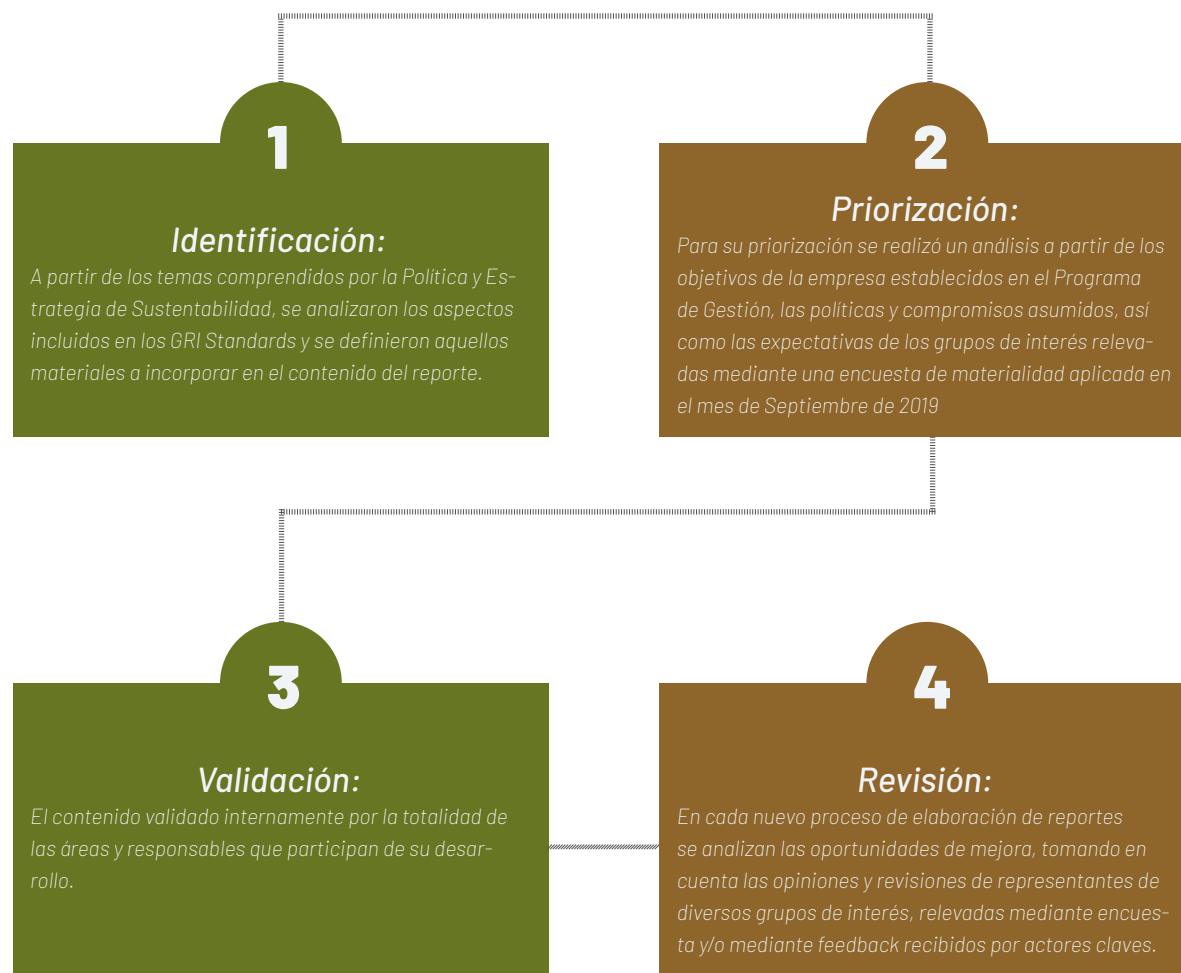 1
Identificación:
A partir de los temas comprendidos por la Política y Es-
trategia de Sustentabilidad, se analizaron los aspectos
incluidos en los GRI Standards y se definieron aquellos
materiales a incorporar en el contenido del reporte.
2
Priorización:
Para su priorización se realizó un análisis a partir de los
objetivos de la empresa establecidos en el Programa
de Gestión, las políticas y compromisos asumidos, así
como las expectativas de los grupos de interés releva-
das mediante una encuesta de materialidad aplicada en
el mes de Septiembre de 2019
3
Validación:
El contenido validado internamente por la totalidad de
las áreas y responsables que participan de su desar-
rollo.
4
Revisión:
En cada nuevo proceso de elaboración de reportes
se analizan las oportunidades de mejora, tomando en
cuenta las opiniones y revisiones de representantes de
diversos grupos de interés, relevadas mediante encues-
ta y/o mediante feedback recibidos por actores claves.